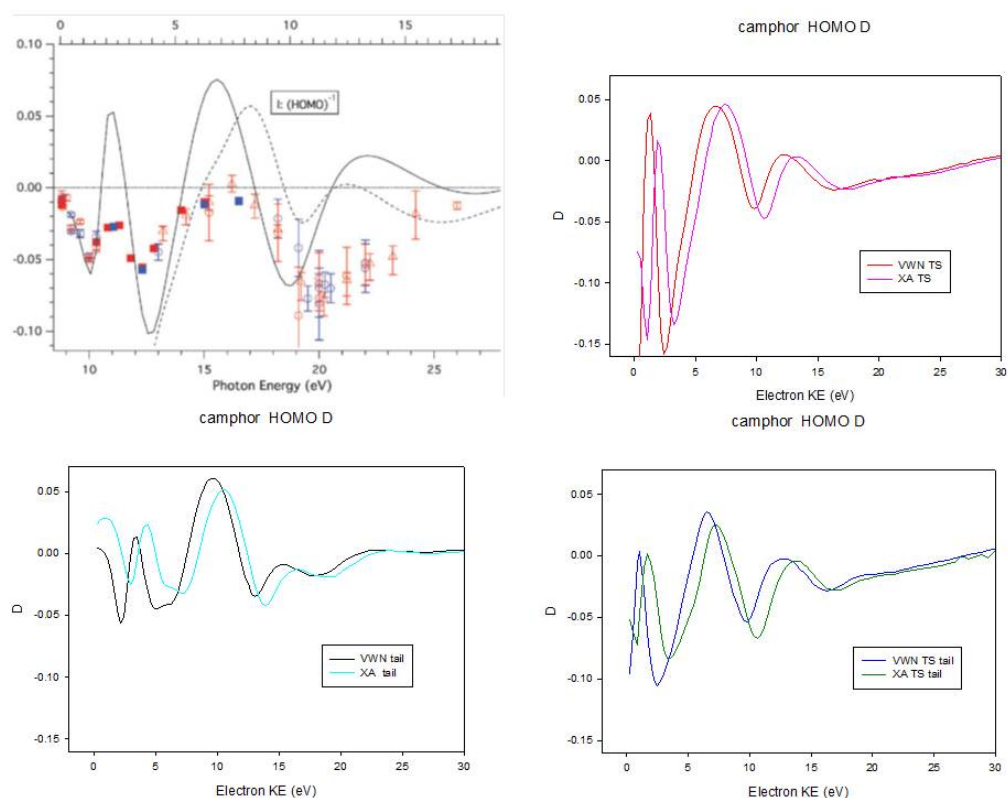 0 5 10 15
0.10
0.05
0.00
-0.05
-0.10
I: (HOMO)⁻¹
10 15 20 25
Photon Energy (eV)
camphor HOMO D
0.05
0.00
-0.05
-0.10
-0.15
D
VWN TS
XA TS
0 5 10 15 20 25 30
Electron KE (eV)
camphor HOMO D
0.05
0.00
-0.05
-0.10
-0.15
D
VWN tail
XA tail
0 5 10 15 20 25 30
Electron KE (eV)
camphor HOMO D
0.05
0.00
-0.05
-0.10
-0.15
D
VWN TS tail
XA TS tail
0 5 10 15 20 25 30
Electron KE (eV)